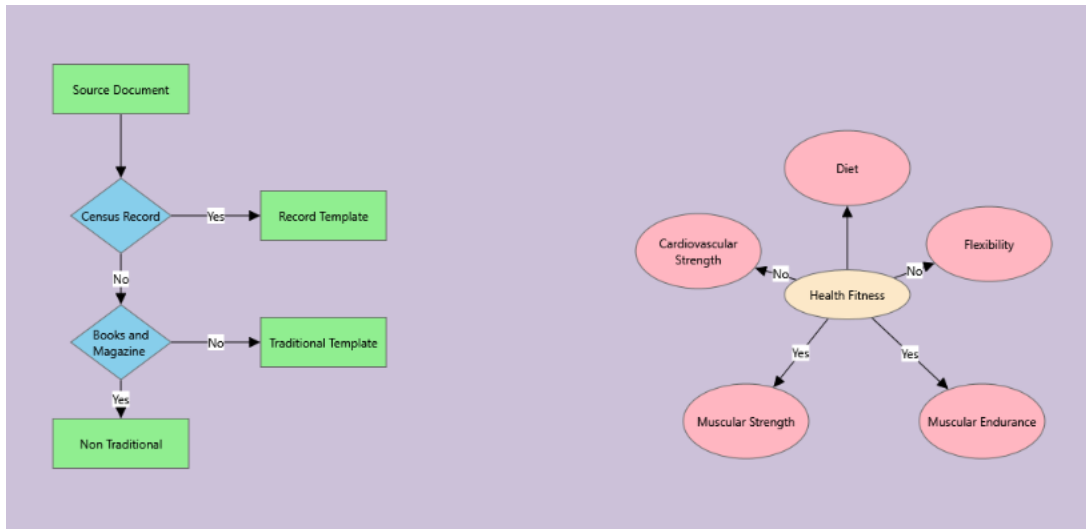 Source Document
Census Record
Yes
Record Template
No
Books and
Magazine
No
Traditional Template
Yes
Non Traditional
Diet
Cardiovascular
Strength
Flexibility
No
No
Health Fitness
Yes
Yes
Muscular Strength
Muscular Endurance